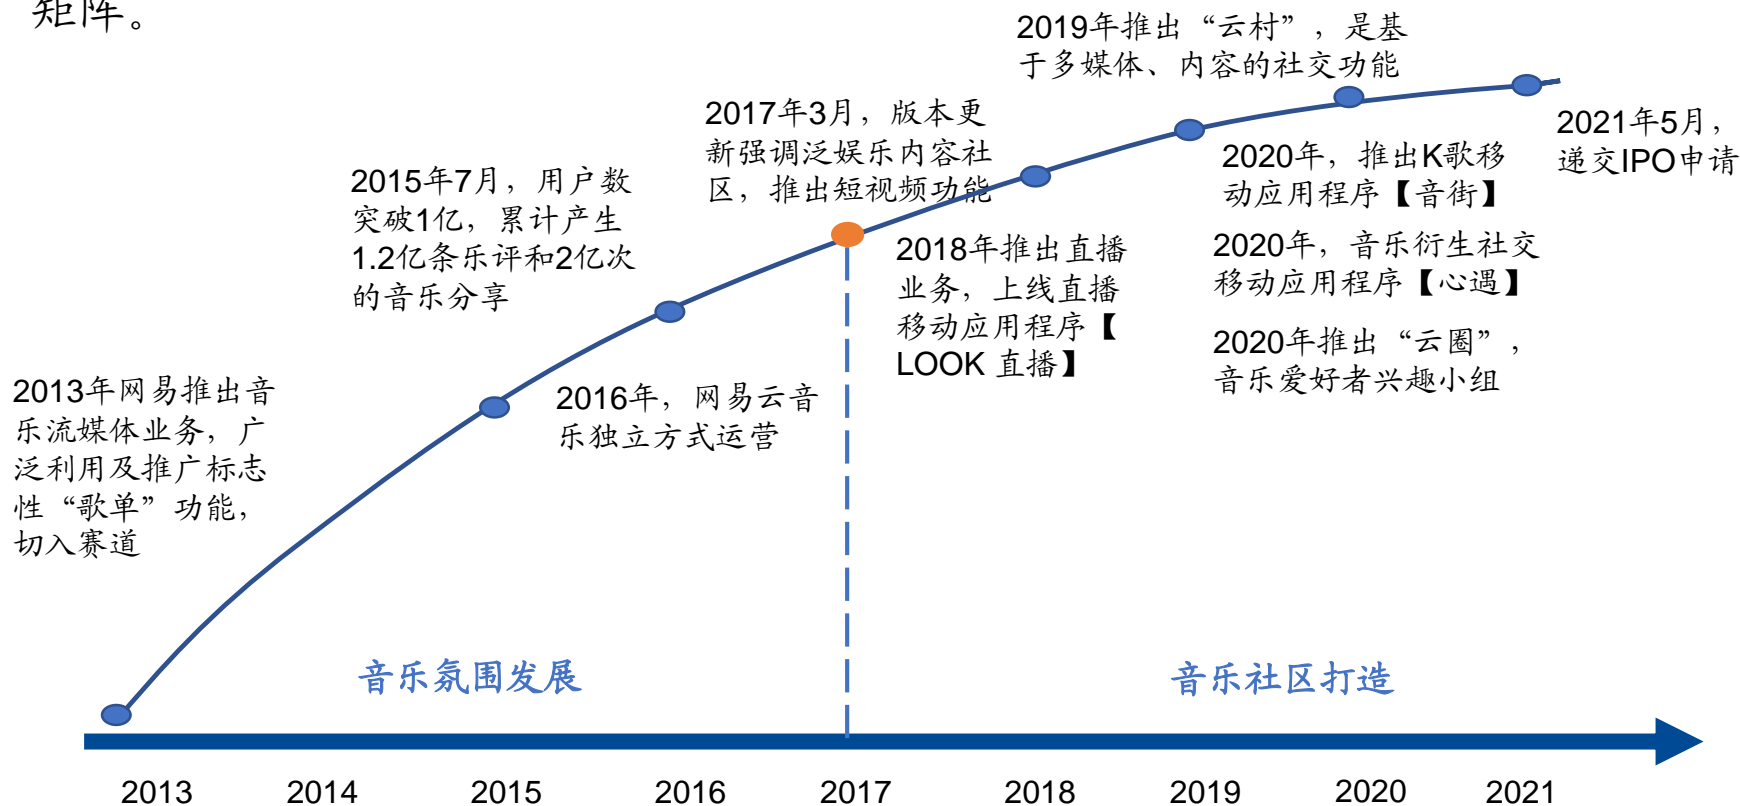 矩阵。
2019年推出“云村”，是基
于多媒体、内容的社交功能
2017年3月，版本更
新强调泛娱乐内容社
区，推出短视频功能
2021年5月，
递交IPO申请
2015年7月，用户数
突破1亿，累计产生
1.2亿条乐评和2亿次
的音乐分享
2020年，推出K歌移
动应用程序【音街】
2018年推出直播
业务，上线直播
移动应用程序【
LOOK 直播】
2020年，音乐衍生社交
移动应用程序【心遇】
2020年推出“云圈”，
音乐爱好者兴趣小组
2013年网易推出音
乐流媒体业务，广
泛利用及推广标志
性“歌单”功能，
切入赛道
2016年，网易云音
乐独立方式运营
音乐氛围发展
音乐社区打造
2013 2014 2015 2016 2017 2018 2019 2020 2021